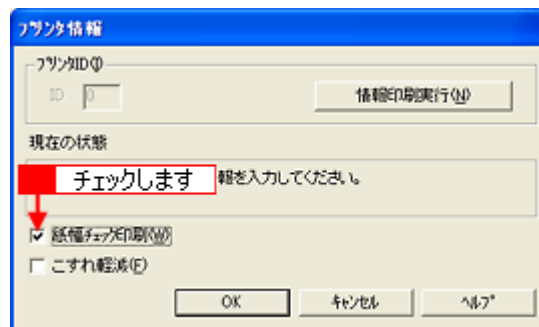 プリンタ情報
プリンタID(I)
ID 0
情報印刷実行(N)
現在の状態
チェックします 報を入力してください。
紙幅チェック印刷(W)
こすれ軽減(F)
OK キャンセル ヘルプ